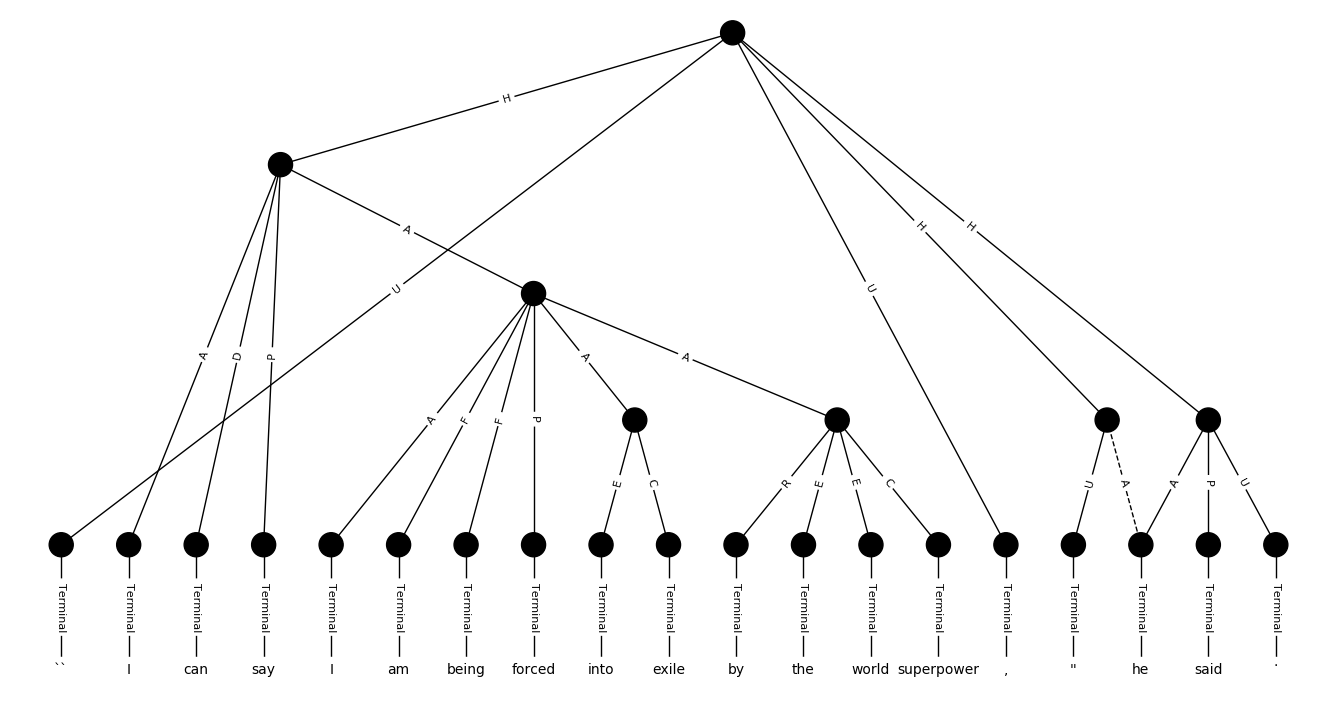 H
A
U
H
H
U
A
D
P
A
A
A
F
F
P
E
C
R
E
E
C
U
A
A
P
U
Terminal Terminal Terminal Terminal Terminal Terminal Terminal Terminal Terminal Terminal Terminal Terminal Terminal Terminal Terminal Terminal Terminal Terminal Terminal
`` I can say I am being forced into exile by the world superpower , " he said .